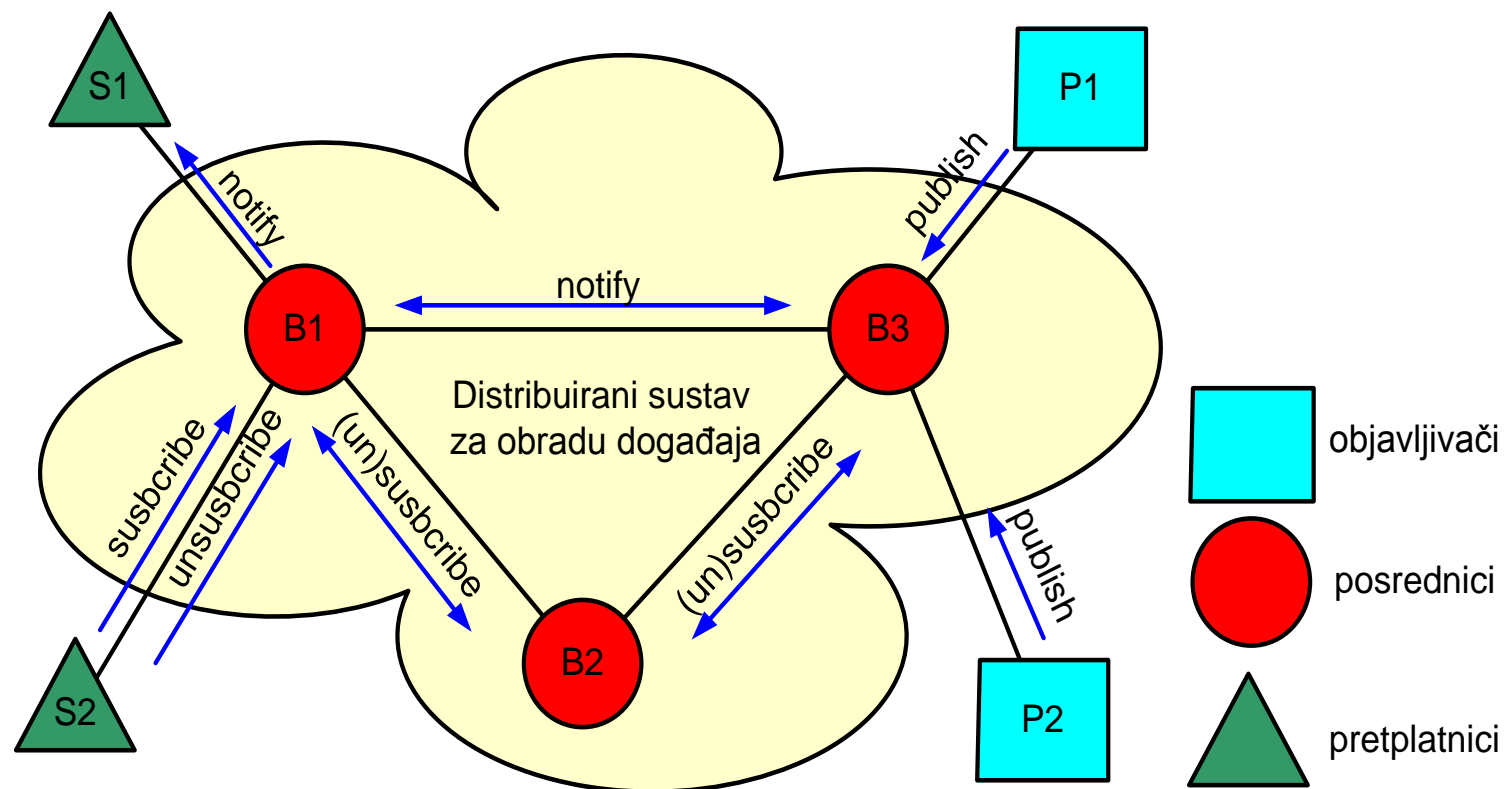 S1
P1
notify
publish
notify
B1
B3
Distribuirani sustav
za obradu događaja
susbcribe
unsusbcribe
(un)susbcribe
(un)susbcribe
publish
B2
S2
P2
objavljivači
posrednici
pretplatnici